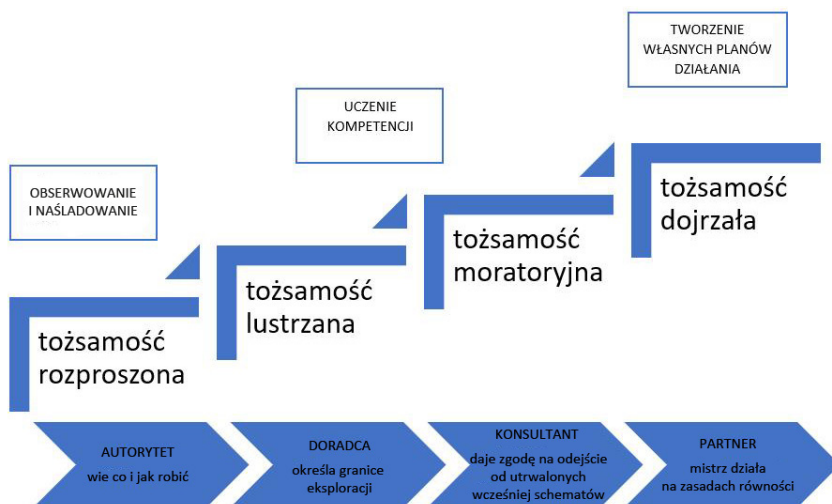 TWORZENIE
WŁASNYCH PLANÓW
DZIAŁANIA
UCZENIE
KOMPETENCJI
OBSERWOWANIE
I NAŚLADOWANIE
tożsamość
dojrzała
tożsamość
moratoryjna
tożsamość
lustrzana
tożsamość
rozproszona
AUTORYTET
wie co i jak robić
DORADCA
określa granice
eksploracji
KONSULTANT
daje zgodę na odejście
od utrwalonych
wcześniej schematów
PARTNER
mistrz działa
na zasadach równości